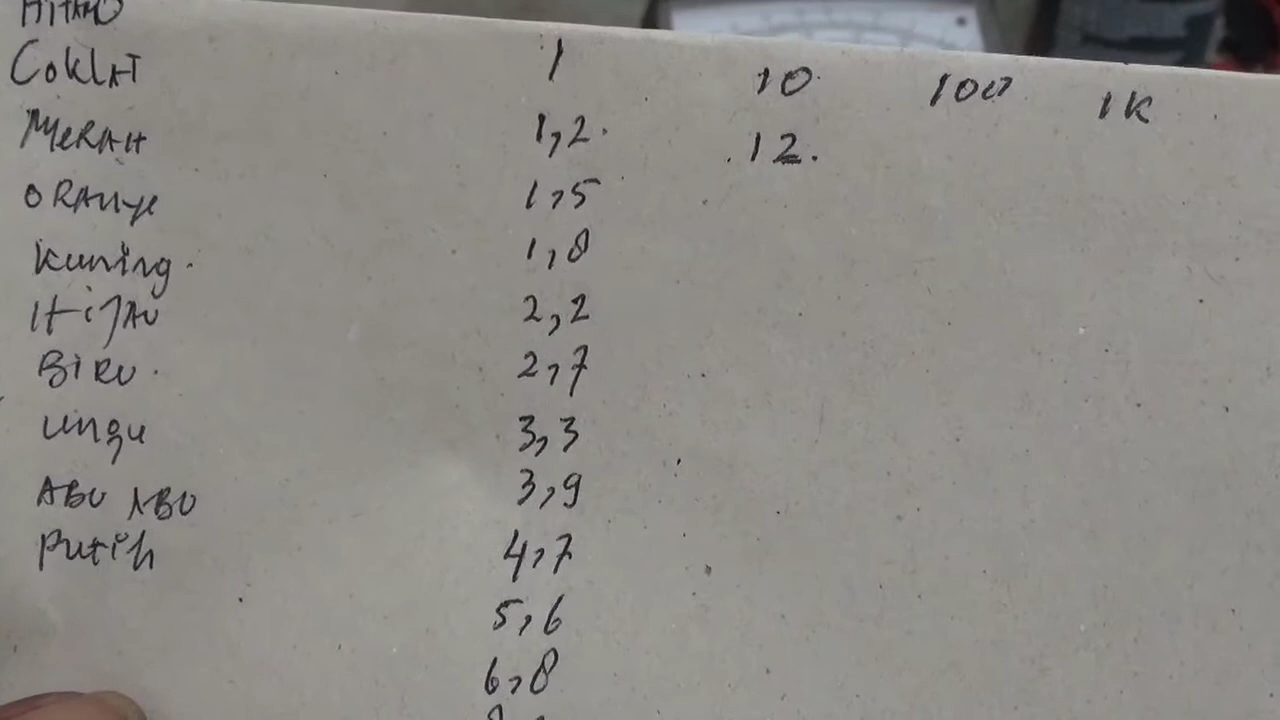 HITAM
COKLAT 1 10 100 1K
MERAH 1,2. .12.
ORANYE 1,5
Kuning. 1,8
HiJAU 2,2
BIRU. 2,7
ungu 3,3
ABU ABU 3,9
Putih 4,7
5,6
6,8